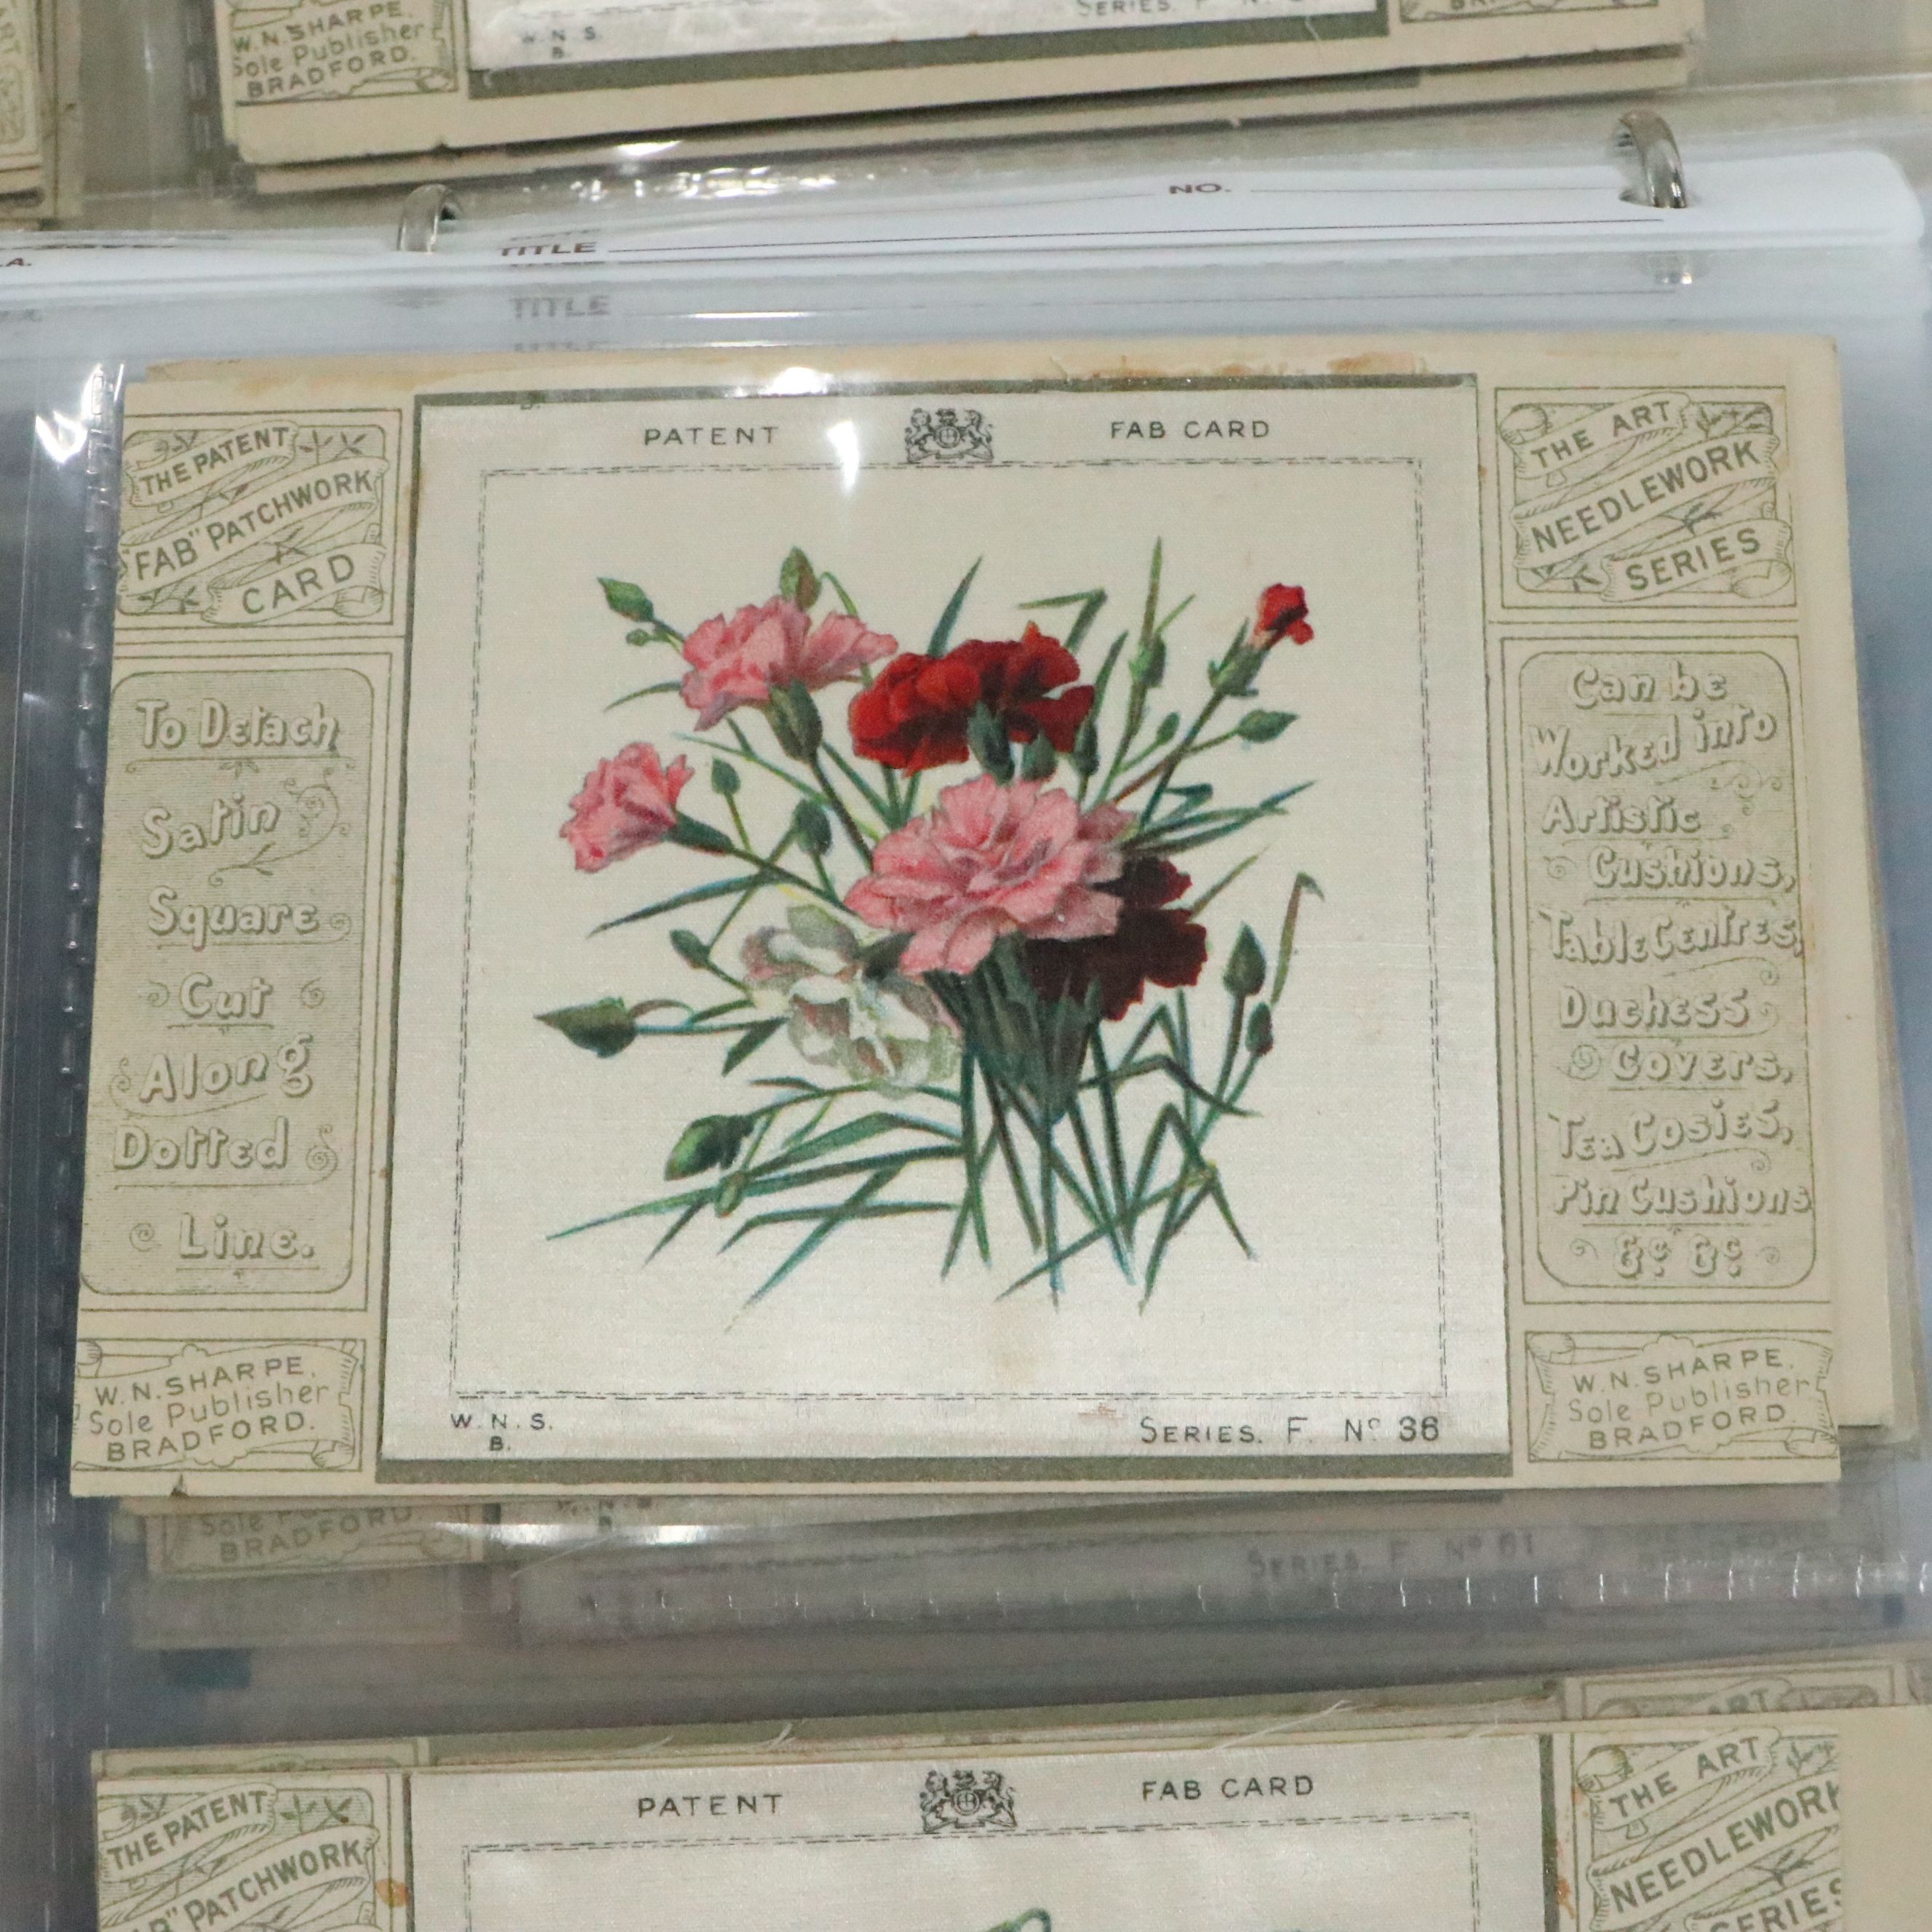 W.N.SHARPE.
Sole Publisher
BRADFORD.
W. N. S.
B.
SERIES. F
NO.
TITLE
TITLE
PATENT
FAB CARD
THE PATENT
"FAB" PATCHWORK
CARD
To Detach
Satin
Square
Cut
Along
Dotted
Line.
W.N.SHARPE.
Sole Publisher
BRADFORD.
W.N.S.
B.
SERIES. F. Nº 36
THE ART
NEEDLEWORK
SERIES
Can be
Worked into
Artistic
Cushions,
Table Centres,
Duchess
Covers,
Tea Cosies,
Pin Cushions
&c &c
W.N.SHARPE.
Sole Publisher
BRADFORD.
Sole
BRADFORD
SERIES. F. Nº
PATENT
FAB CARD
THE PATENT
PATCHWORK
THE ART
NEEDLEWORK
SERIES